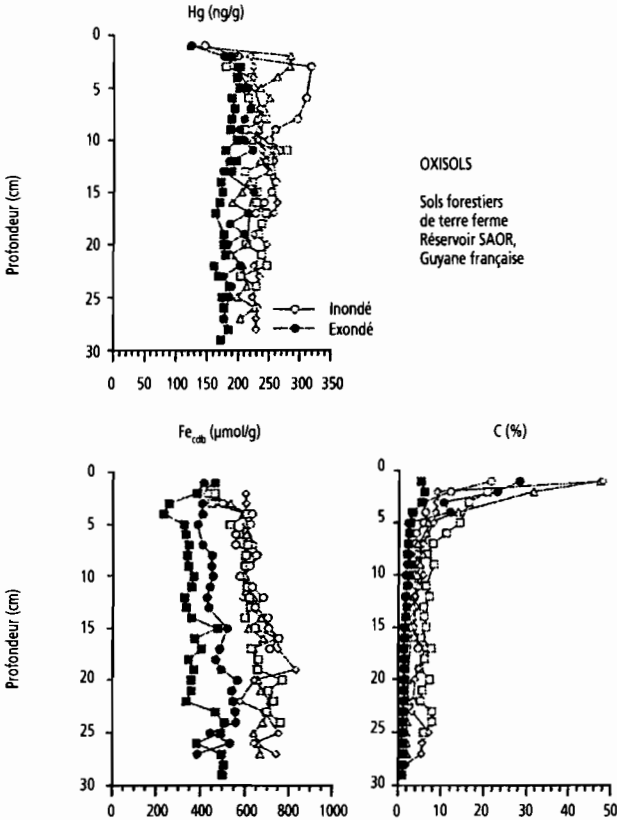 Hg (ng/g)
0
5
10
15
20
25
30
Profondeur (cm)
OXISOLS
Sols forestiers
de terre ferme
Réservoir SAOR,
Guyane française
Inondé
Exondé
0 50 100 150 200 250 300 350
Fe cdb (µmol/g)
0
5
10
15
20
25
30
Profondeur (cm)
0 200 400 600 800 1000
C (%)
0
5
10
15
20
25
30
0 10 20 30 40 50